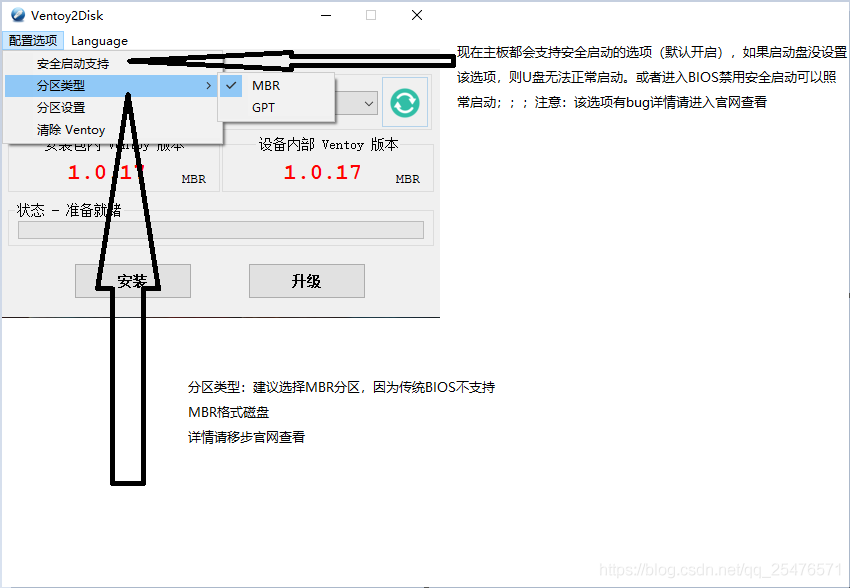 Ventoy2Disk
配置选项 Language
安全启动支持
分区类型
MBR
GPT
分区设置
清除 Ventoy
现在主板都会支持安全启动的选项（默认开启），如果启动盘没设置
该选项，则U盘无法正常启动。或者进入BIOS禁用安全启动可以照
常启动；；；注意：该选项有bug详情请进入官网查看
安装包内 Ventoy 版本
设备内部 Ventoy 版本
1.0.17 MBR
1.0.17 MBR
状态 - 准备就绪
安装
升级
分区类型：建议选择MBR分区，因为传统BIOS不支持
MBR格式磁盘
详情请移步官网查看
https://blog.csdn.net/qq_25476571